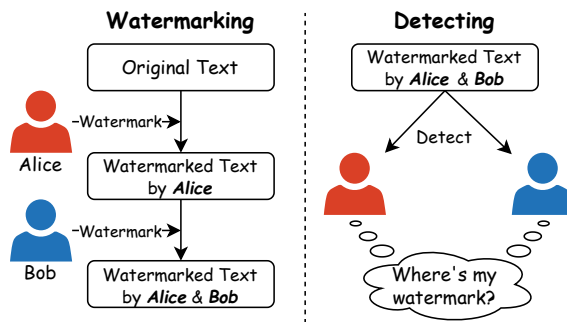 Watermarking
Original Text
Watermark
Alice
Watermarked Text
by Alice
Watermark
Bob
Watermarked Text
by Alice & Bob
Detecting
Watermarked Text
by Alice & Bob
Detect
Where's my
watermark?